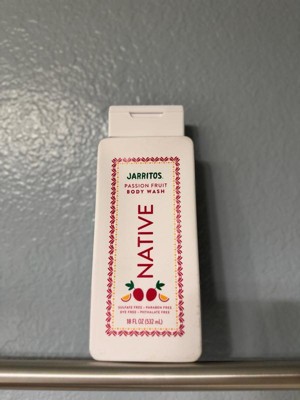 JARRITOS
PASSION FRUIT
BODY WASH
NATIVE
SULFATE FREE - PARABEN FREE
DYE FREE - PHTHALATE FREE
18 FL OZ (532 mL)